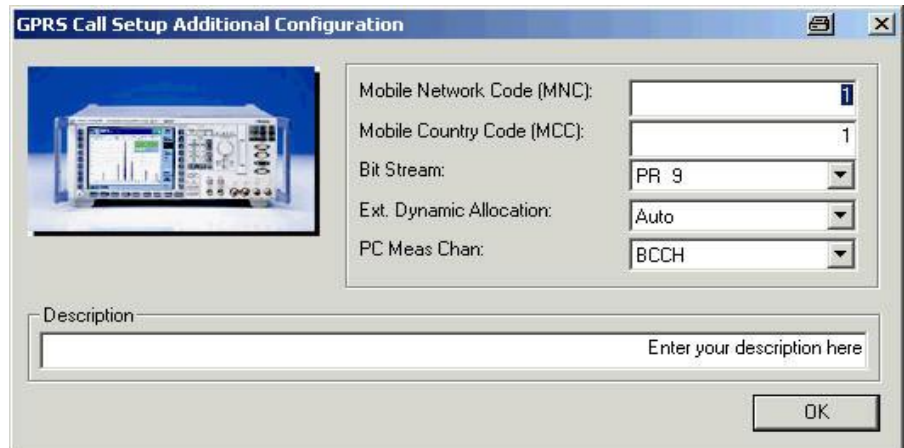 GPRS Call Setup Additional Configuration
Mobile Network Code (MNC): 1
Mobile Country Code (MCC): 1
Bit Stream: PR 9
Ext. Dynamic Allocation: Auto
PC Meas Chan: BCCH
Description
Enter your description here
OK